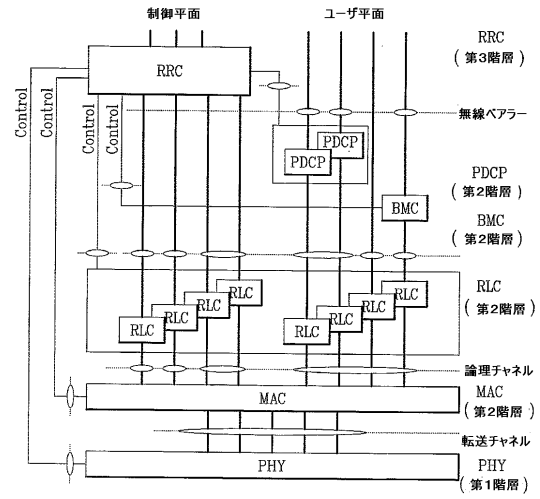 制御平面
ユーザ平面
RRC
(第3階層)
RRC
Control
Control
Control
Control
無線ベアラー
PDCP
PDCP
PDCP
(第2階層)
BMC
BMC
(第2階層)
RLC
RLC
RLC
RLC
RLC
RLC
RLC
RLC
RLC
(第2階層)
論理チャネル
MAC
MAC
(第2階層)
転送チャネル
PHY
PHY
(第1階層)